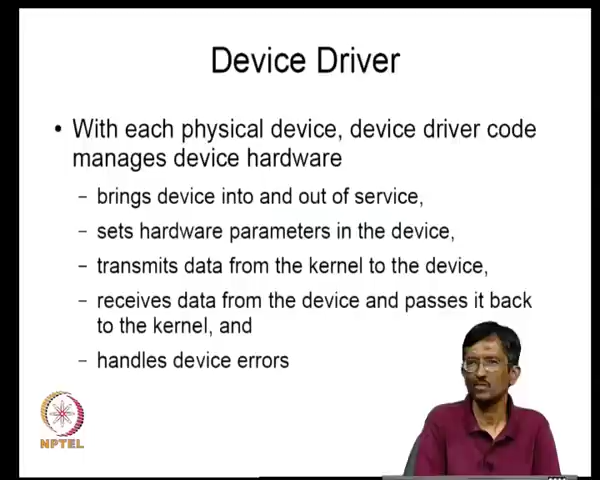 Device Driver
• With each physical device, device driver code
manages device hardware
– brings device into and out of service,
– sets hardware parameters in the device,
– transmits data from the kernel to the device,
– receives data from the device and passes it back
to the kernel, and
– handles device errors
NPTEL